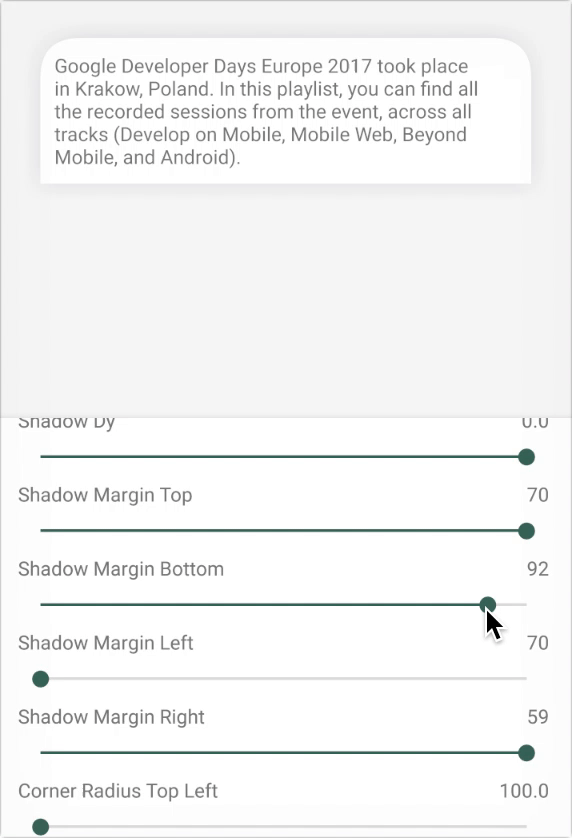 Google Developer Days Europe 2017 took place
in Krakow, Poland. In this playlist, you can find all
the recorded sessions from the event, across all
tracks (Develop on Mobile, Mobile Web, Beyond
Mobile, and Android).
Shadow Dy 0.0
Shadow Margin Top 70
Shadow Margin Bottom 92
Shadow Margin Left 70
Shadow Margin Right 59
Corner Radius Top Left 100.0